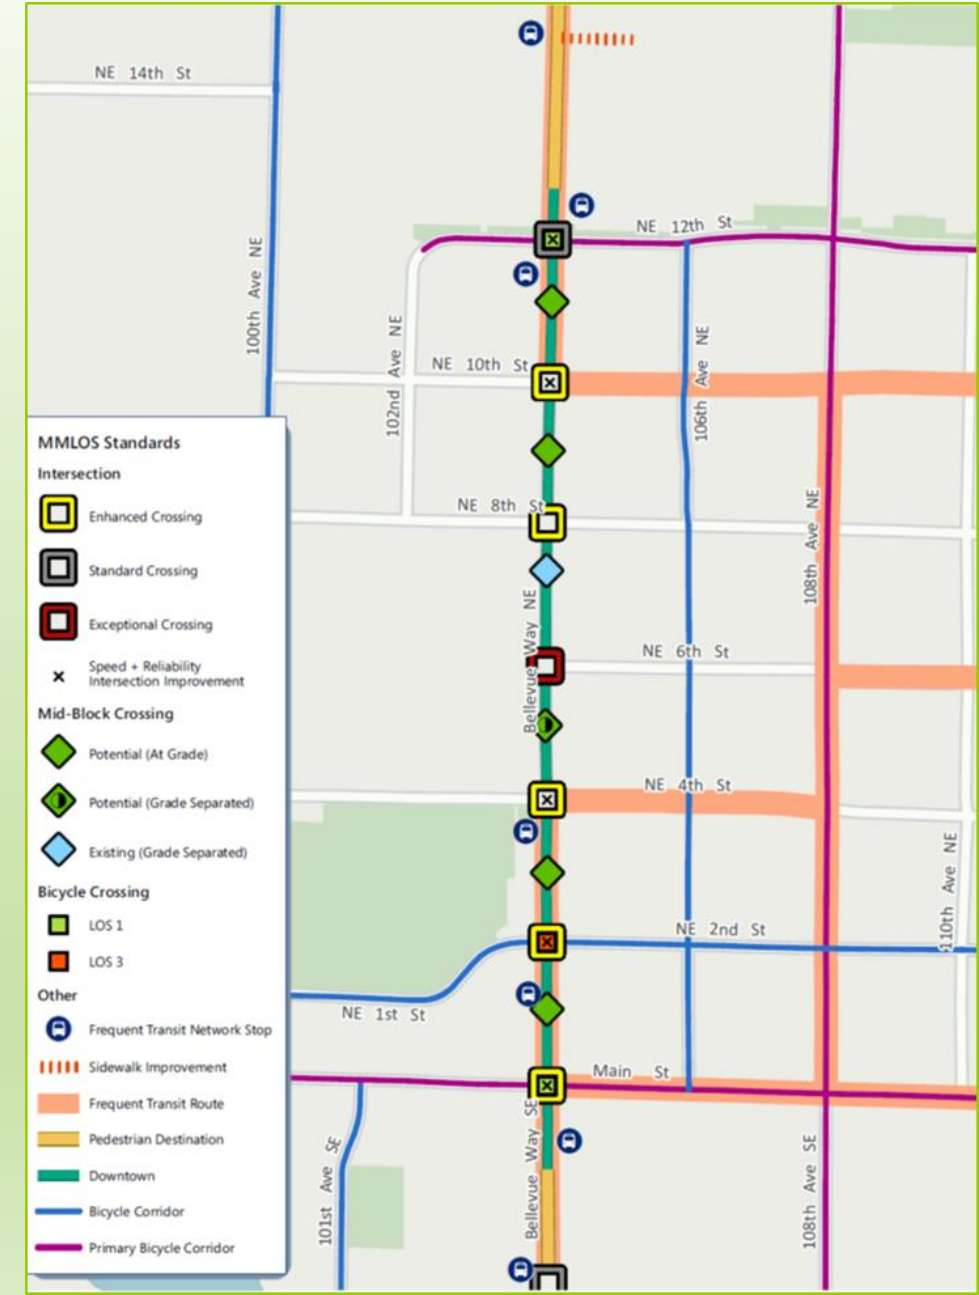 NE 14th St
NE 12th St
100th Ave NE
102nd Ave NE
NE 10th St
106th Ave NE
NE 8th St
108th Ave NE
Bellevue Way NE
NE 6th St
NE 4th St
110th Ave NE
NE 2nd St
NE 1st St
Main St
Bellevue Way SE
101st Ave SE
108th Ave SE
MMLOS Standards
Intersection
Enhanced Crossing
Standard Crossing
Exceptional Crossing
Speed + Reliability
Intersection Improvement
Mid-Block Crossing
Potential (At Grade)
Potential (Grade Separated)
Existing (Grade Separated)
Bicycle Crossing
LOS 1
LOS 3
Other
Frequent Transit Network Stop
Sidewalk Improvement
Frequent Transit Route
Pedestrian Destination
Downtown
Bicycle Corridor
Primary Bicycle Corridor